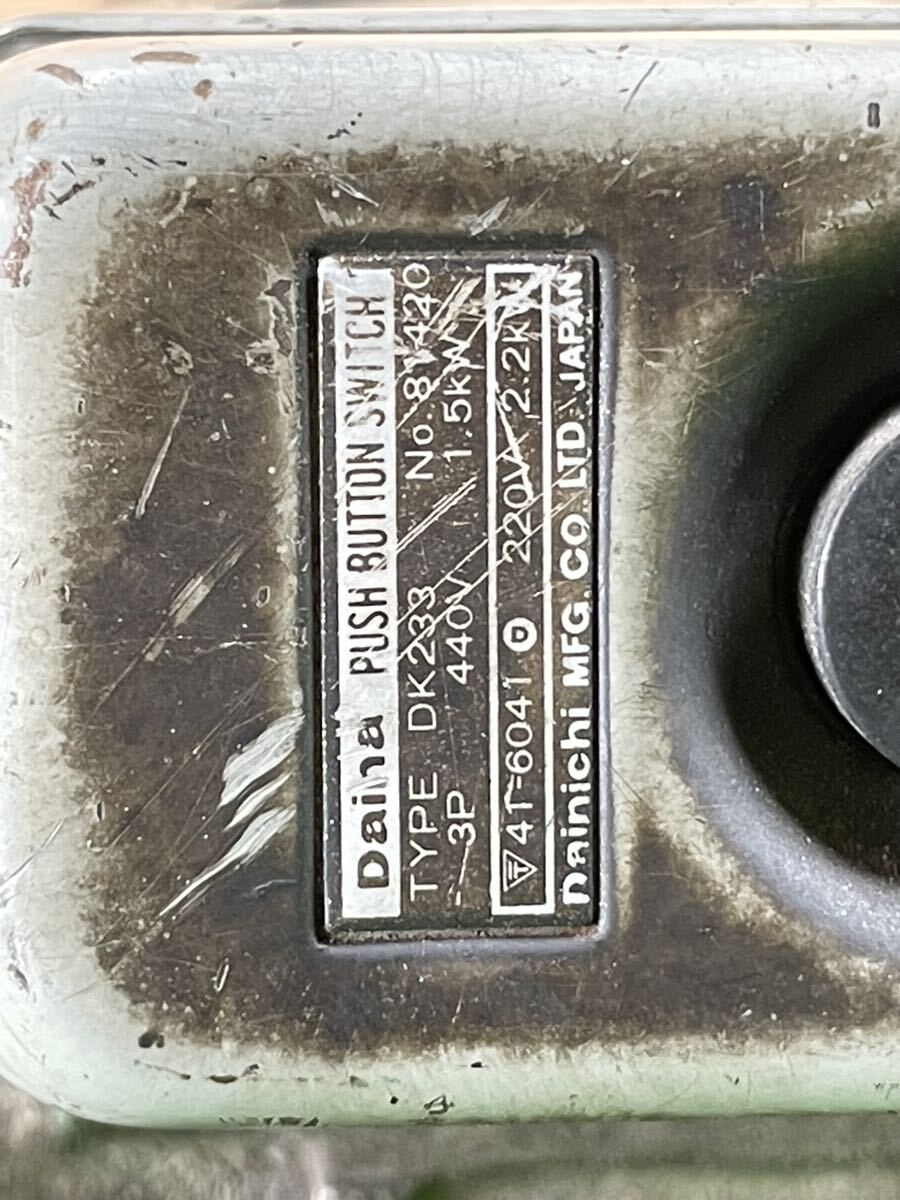 Daina PUSH BUTTON SWITCH
TYPE DK233 No. 81420
3P 440V 1.5kW
41-6041 220V 2.2kW
Dainichi MFG. CO. LTD. JAPAN